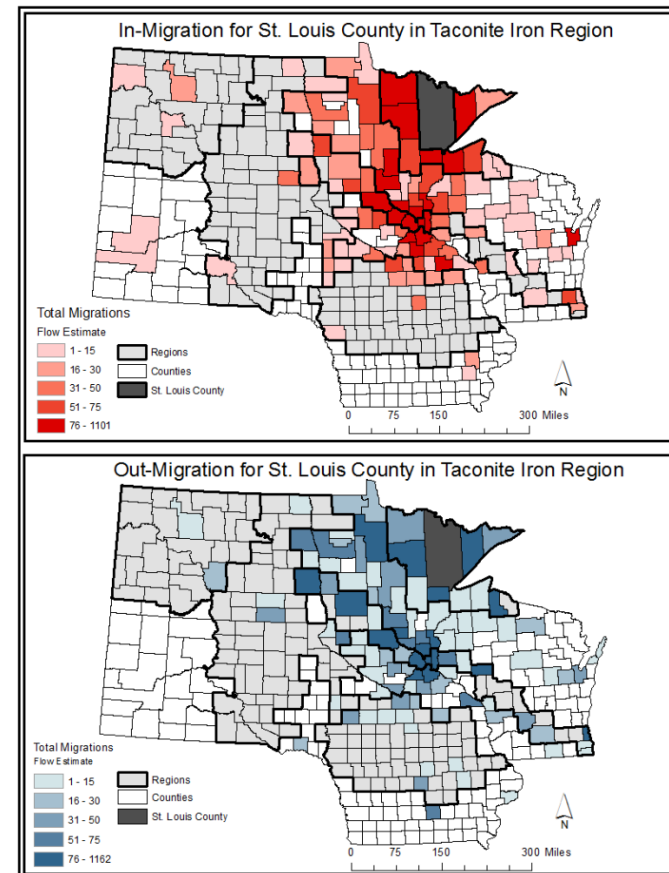 In-Migration for St. Louis County in Taconite Iron Region
Total Migrations
Flow Estimate
1 - 15
16 - 30
31 - 50
51 - 75
76 - 1101
Regions
Counties
St. Louis County
N
0 75 150 300 Miles
Out-Migration for St. Louis County in Taconite Iron Region
Total Migrations
Flow Estimate
1 - 15
16 - 30
31 - 50
51 - 75
76 - 1162
Regions
Counties
St. Louis County
N
0 75 150 300 Miles